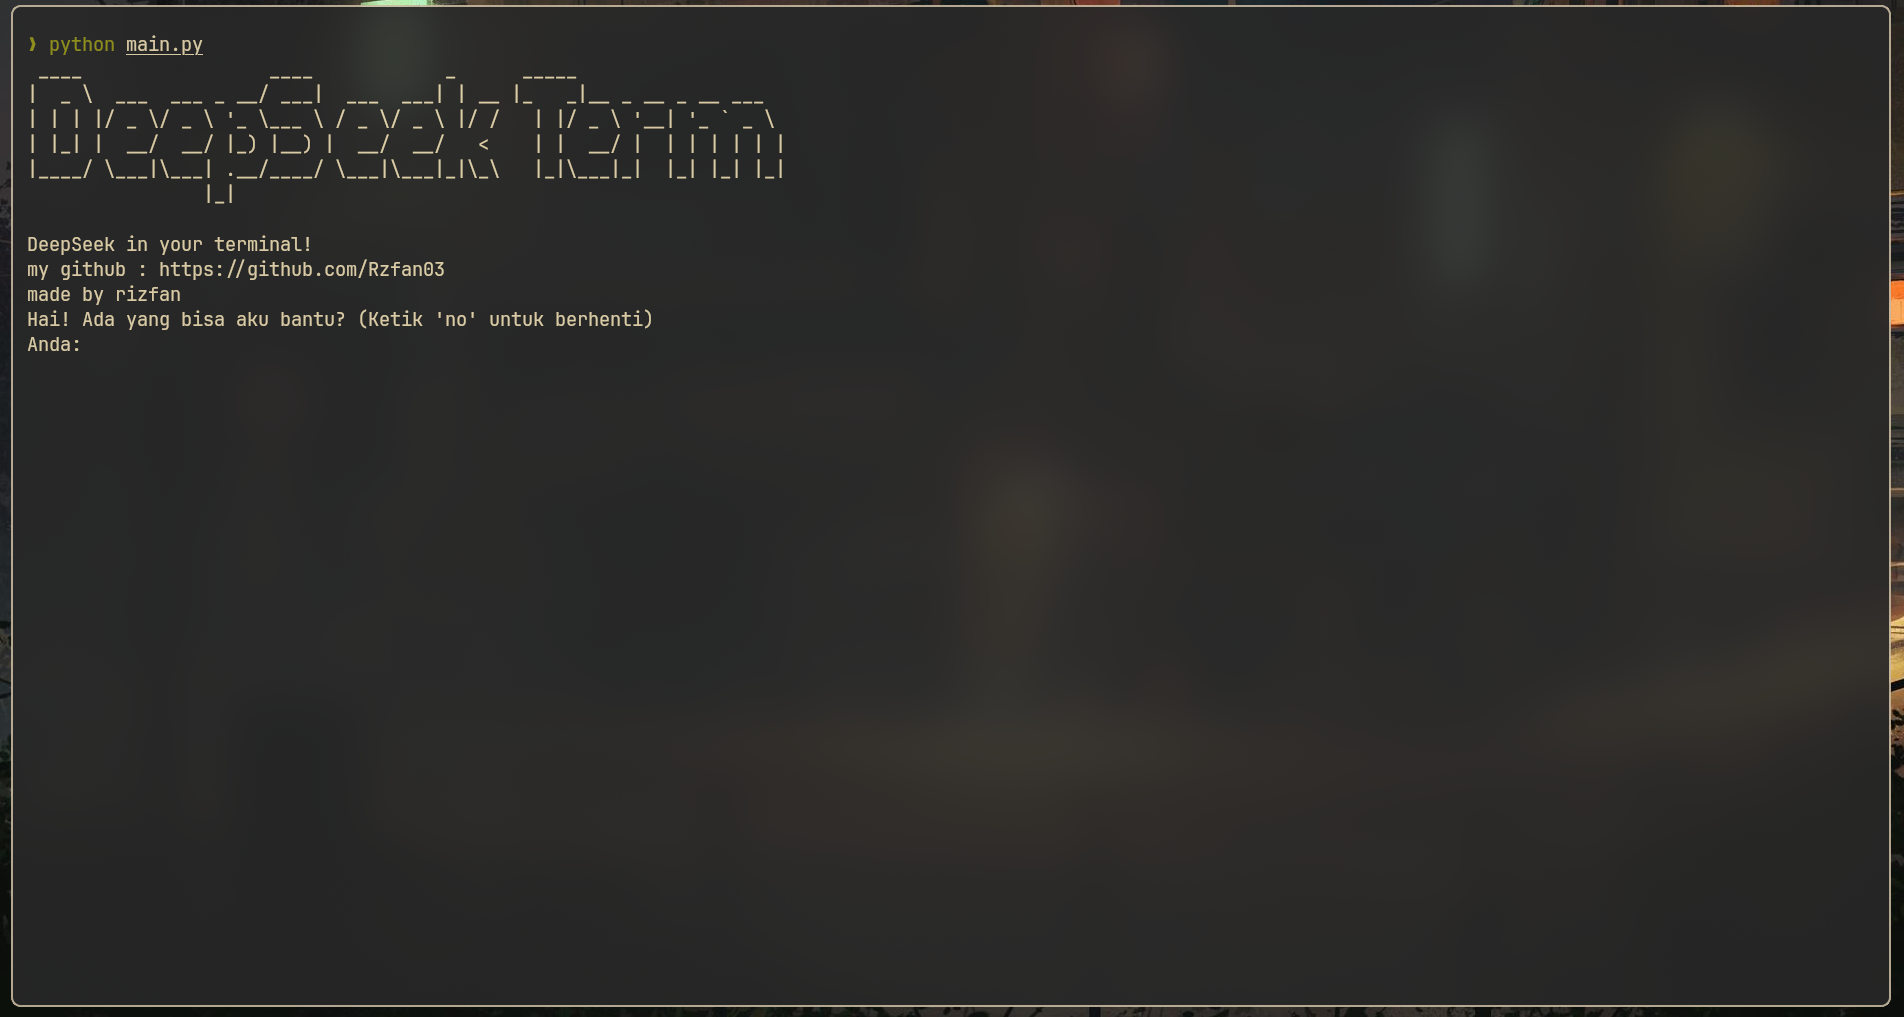 ❯ python main.py
DeepSeek Term
DeepSeek in your terminal!
my github : https://github.com/Rzfan03
made by rizfan
Hai! Ada yang bisa aku bantu? (Ketik 'no' untuk berhenti)
Anda: